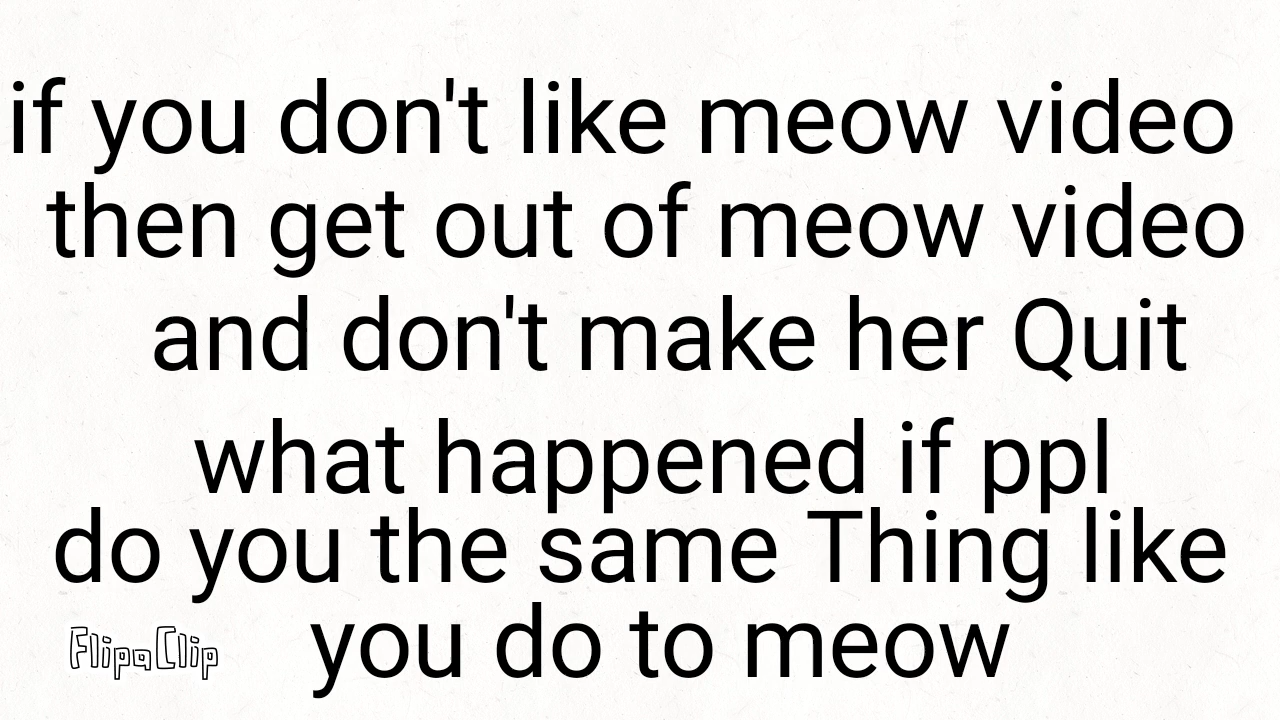 if you don't like meow video
then get out of meow video
and don't make her Quit
what happened if ppl
do you the same Thing like
you do to meow
FlipaClip